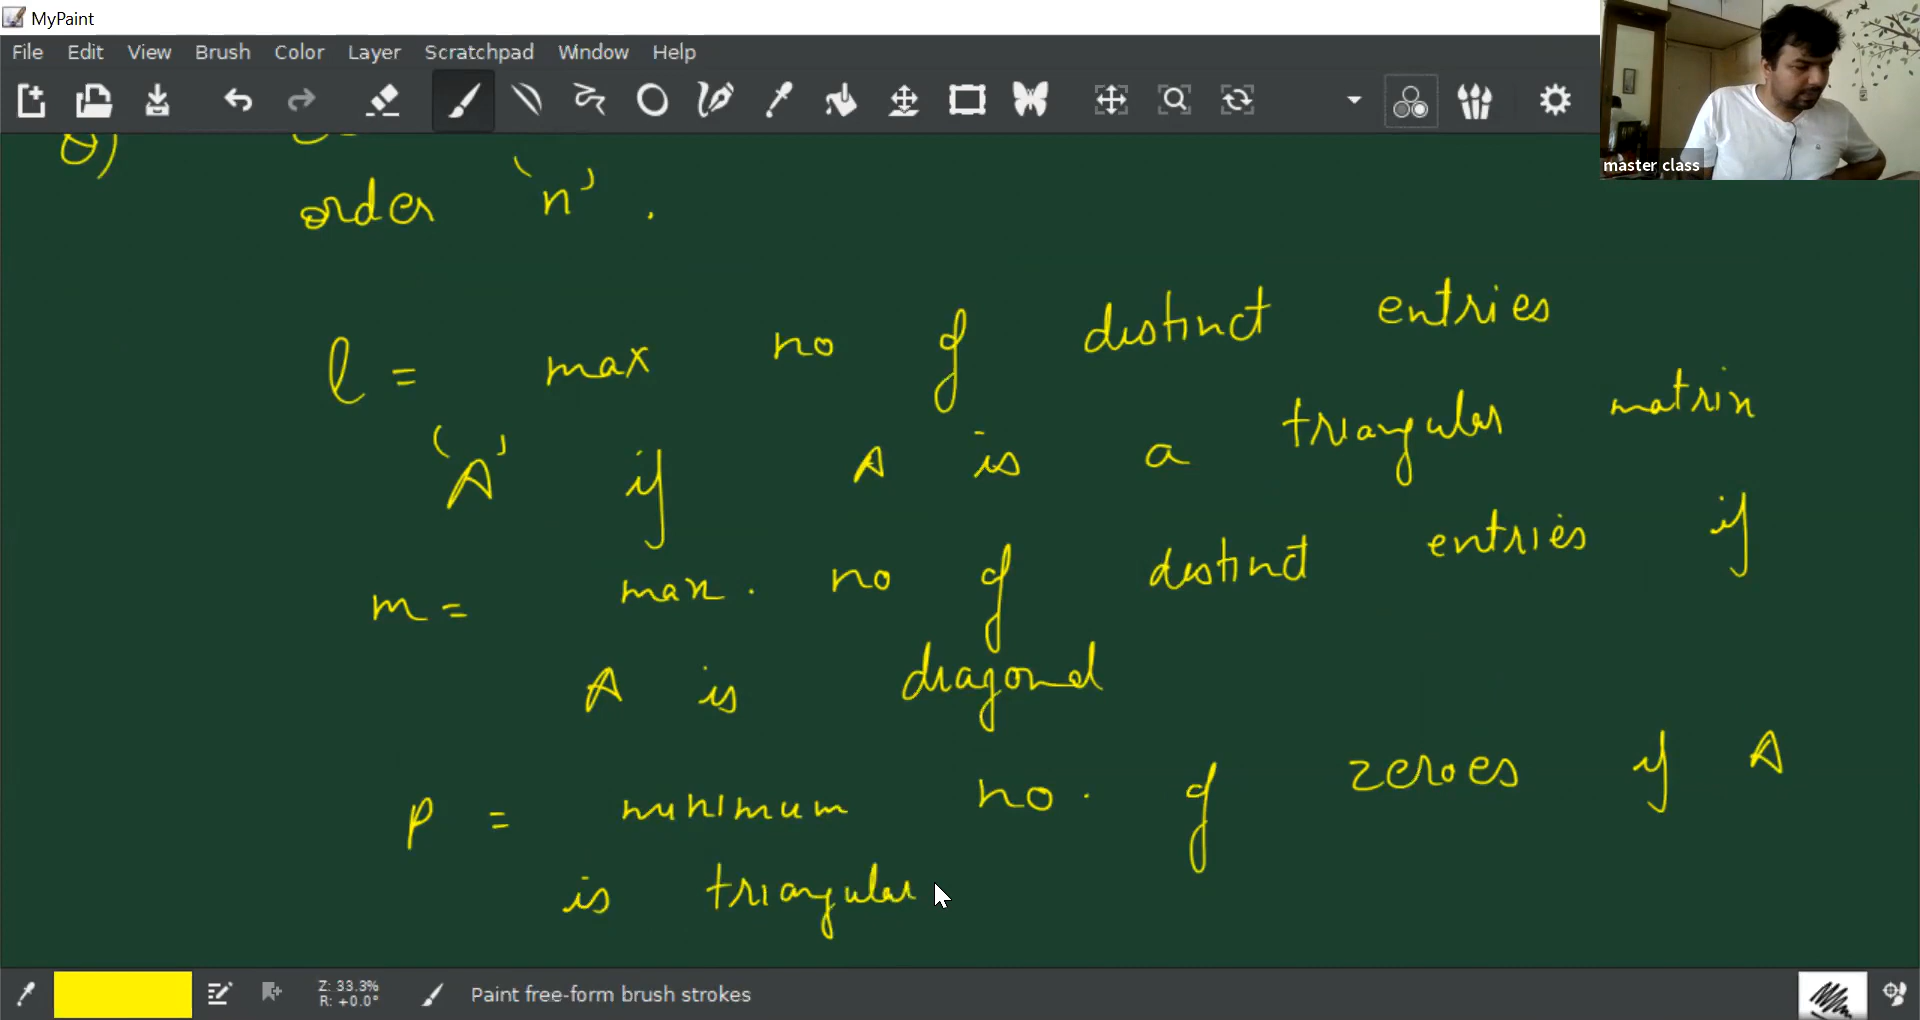 MyPaint
File Edit View Brush Color Layer Scratchpad Window Help
master class
Q)
order 'n'.
l = max no of distinct entries
'A' if A is a triangular matrix
m = max. no of distinct entries if
A is diagonal
p = minimum no. of zeroes if A
is triangular
Z: 33.3%
R: +0.0°
Paint free-form brush strokes